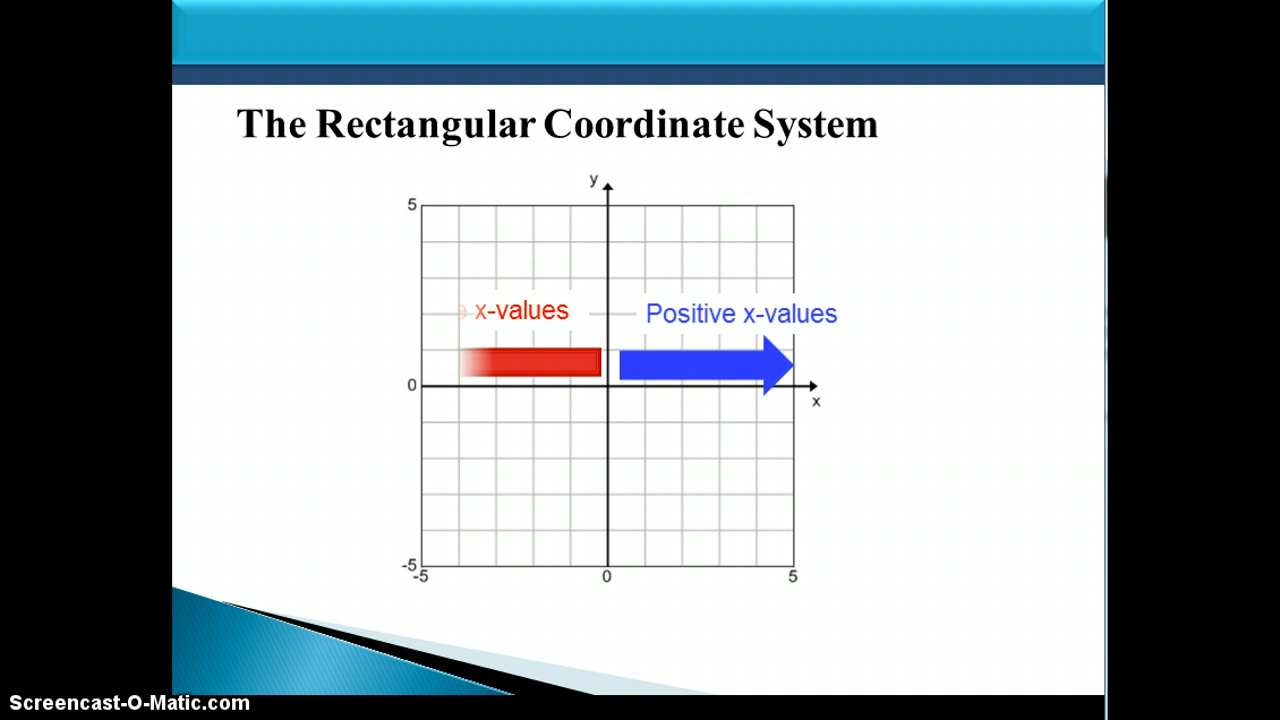 The Rectangular Coordinate System
y
5
x-values
Positive x-values
0
x
-5
-5
0
5
Screencast-O-Matic.com